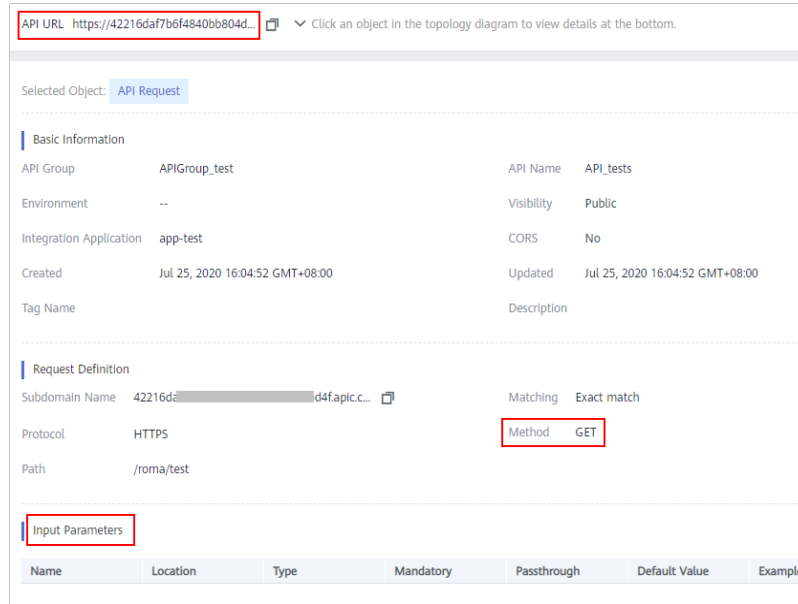 API URL https://42216daf7b6f4840bb804d... Click an object in the topology diagram to view details at the bottom.
Selected Object: API Request
Basic Information
API Group APIGroup_test API Name API_tests
Environment -- Visibility Public
Integration Application app-test CORS No
Created Jul 25, 2020 16:04:52 GMT+08:00 Updated Jul 25, 2020 16:04:52 GMT+08:00
Tag Name Description
Request Definition
Subdomain Name 42216da d4f.apic.c... Matching Exact match
Protocol HTTPS Method GET
Path /roma/test
Input Parameters
Name Location Type Mandatory Passthrough Default Value Exampl